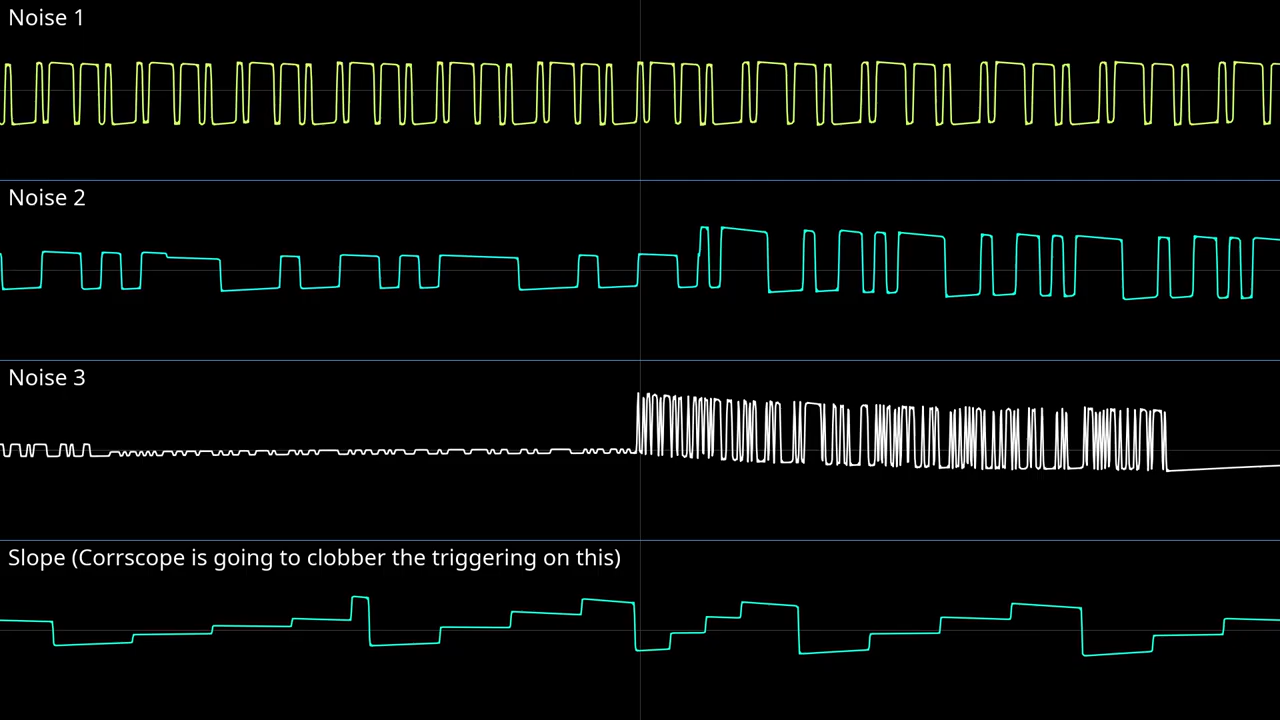 Noise 1
Noise 2
Noise 3
Slope (Corrscope is going to clobber the triggering on this)